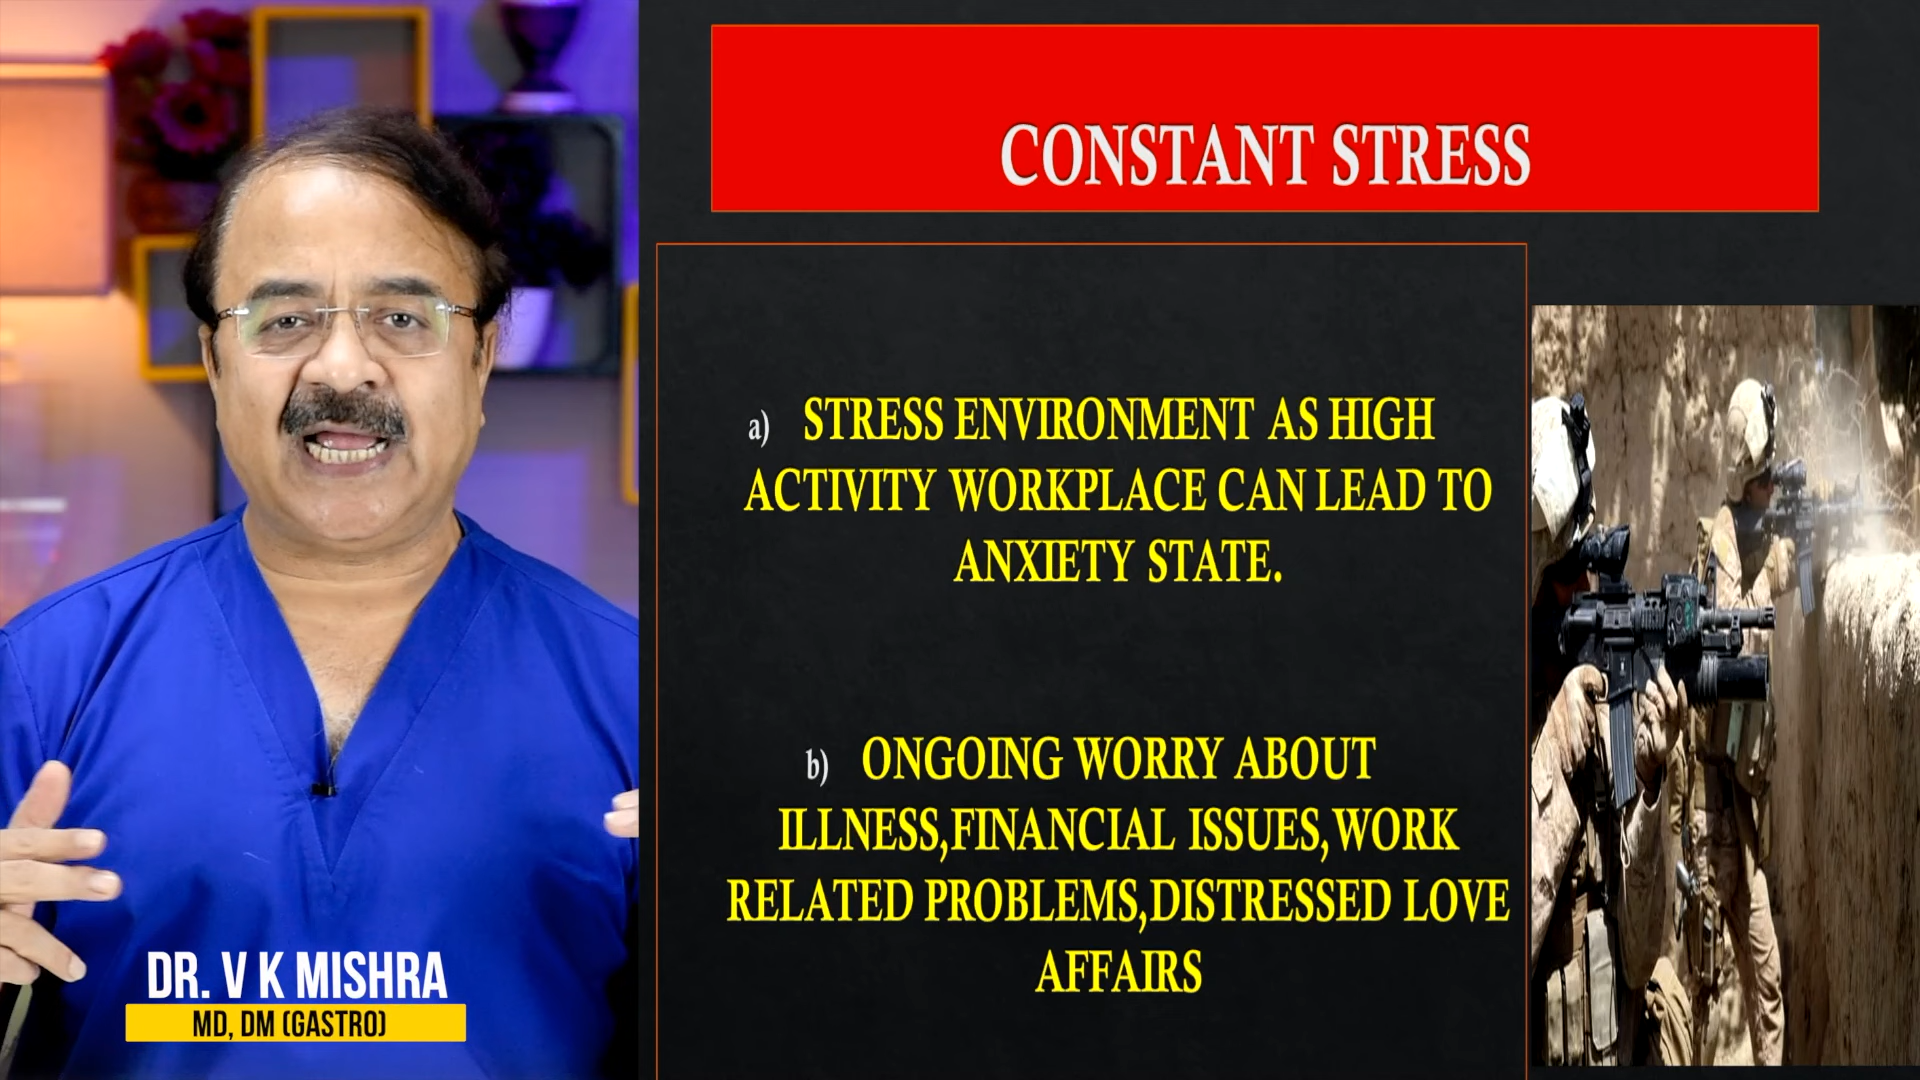 CONSTANT STRESS
a) STRESS ENVIRONMENT AS HIGH
ACTIVITY WORKPLACE CAN LEAD TO
ANXIETY STATE.
b) ONGOING WORRY ABOUT
ILLNESS,FINANCIAL ISSUES,WORK
RELATED PROBLEMS,DISTRESSED LOVE
AFFAIRS
DR. V K MISHRA
MD, DM (GASTRO)